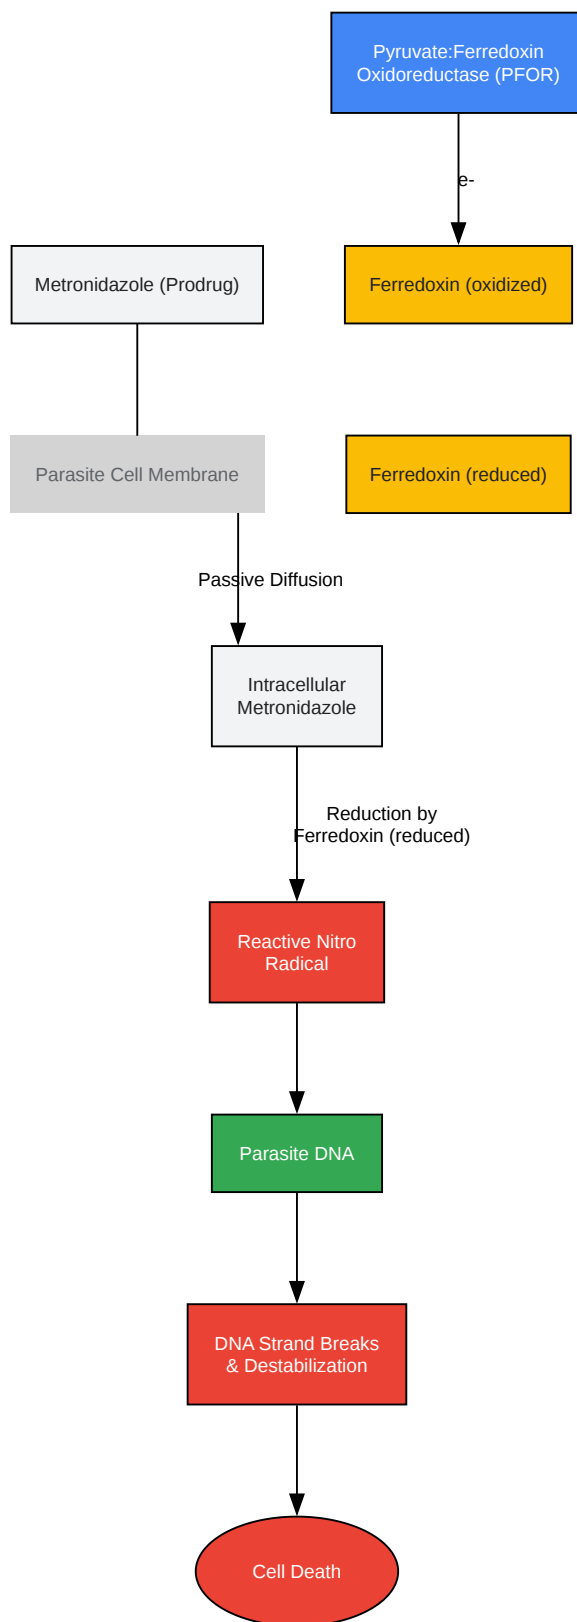 Pyruvate:Ferredoxin
Oxidoreductase (PFOR)
e-
Metronidazole (Prodrug)
Ferredoxin (oxidized)
Parasite Cell Membrane
Ferredoxin (reduced)
Passive Diffusion
Intracellular
Metronidazole
Reduction by
Ferredoxin (reduced)
Reactive Nitro
Radical
Parasite DNA
DNA Strand Breaks
& Destabilization
Cell Death